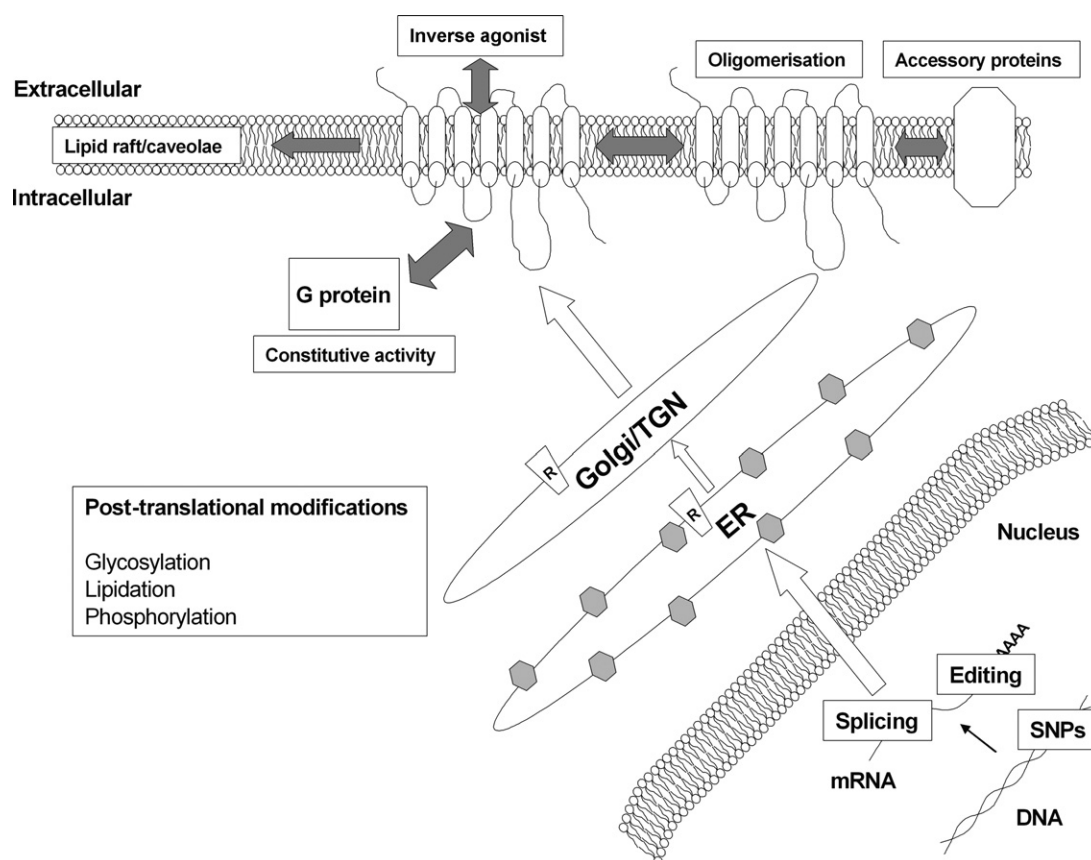 Inverse agonist
Oligomerisation
Accessory proteins
Extracellular
Lipid raft/caveolae
Intracellular
G protein
Constitutive activity
Golgi/TGN
R
R
ER
Post-translational modifications
Glycosylation
Lipidation
Phosphorylation
Nucleus
AAAA
Editing
Splicing
SNPs
mRNA
DNA